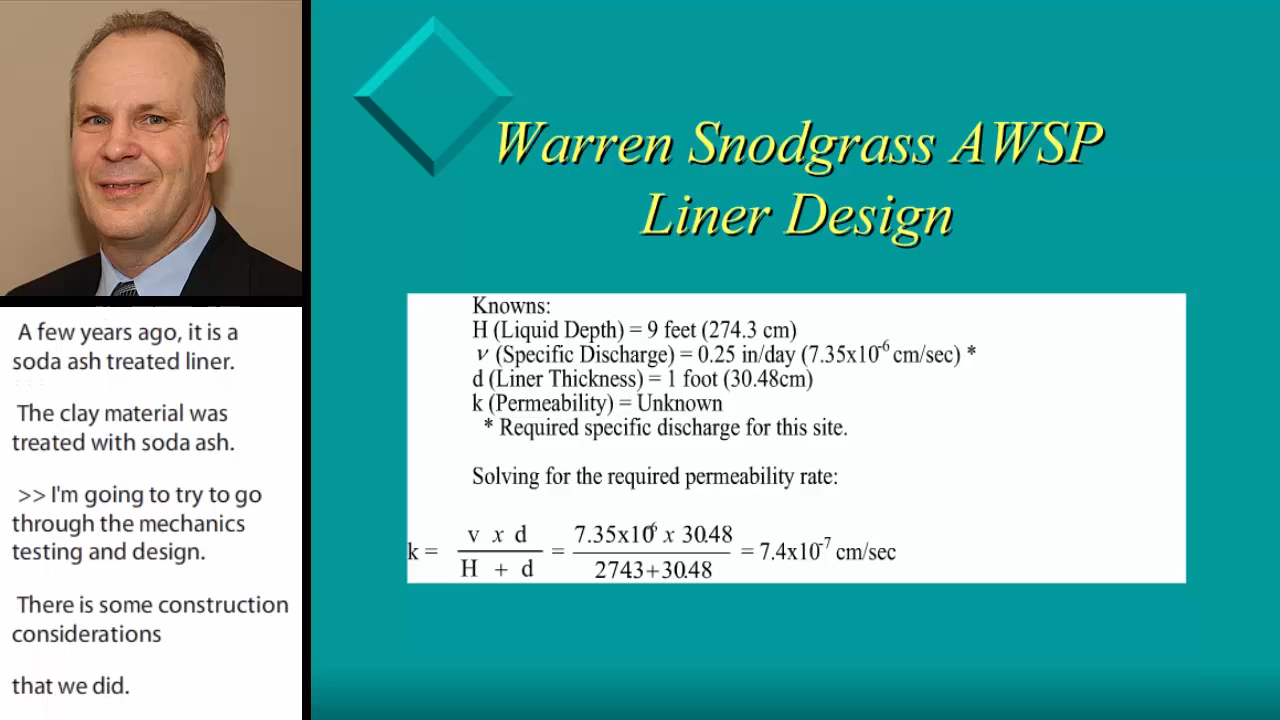 A few years ago, it is a
soda ash treated liner.
The clay material was
treated with soda ash.
>> I'm going to try to go
through the mechanics
testing and design.
There is some construction
considerations
that we did.
Warren Snodgrass AWSP
Liner Design
Knowns:
H (Liquid Depth) = 9 feet (274.3 cm)
ν (Specific Discharge) = 0.25 in/day (7.35x10⁻⁶ cm/sec) *
d (Liner Thickness) = 1 foot (30.48cm)
k (Permeability) = Unknown
* Required specific discharge for this site.
Solving for the required permeability rate:
k = v x d / H + d = 7.35x10⁻⁶ x 30.48 / 274.3+30.48 = 7.4x10⁻⁷ cm/sec